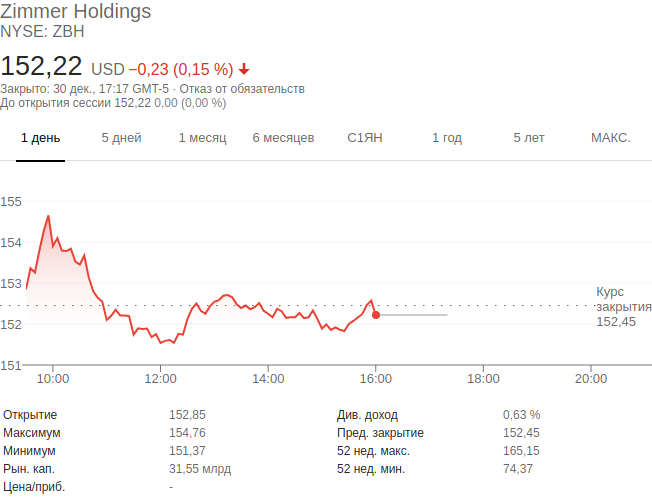 Zimmer Holdings
NYSE: ZBH
152,22 USD −0,23 (0,15 %)
Закрыто: 30 дек., 17:17 GMT-5 · Отказ от обязательств
До открытия сессии 152,22 0,00 (0,00 %)
1 день 5 дней 1 месяц 6 месяцев С1ЯН 1 год 5 лет МАКС.
155
154
153
152
151
Курс
закрытия
152,45
10:00 12:00 14:00 16:00 18:00 20:00
Открытие 152,85 Див. доход 0,63 %
Максимум 154,76 Пред. закрытие 152,45
Минимум 151,37 52 нед. макс. 165,15
Рын. кап. 31,55 млрд 52 нед. мин. 74,37
Цена/приб. -